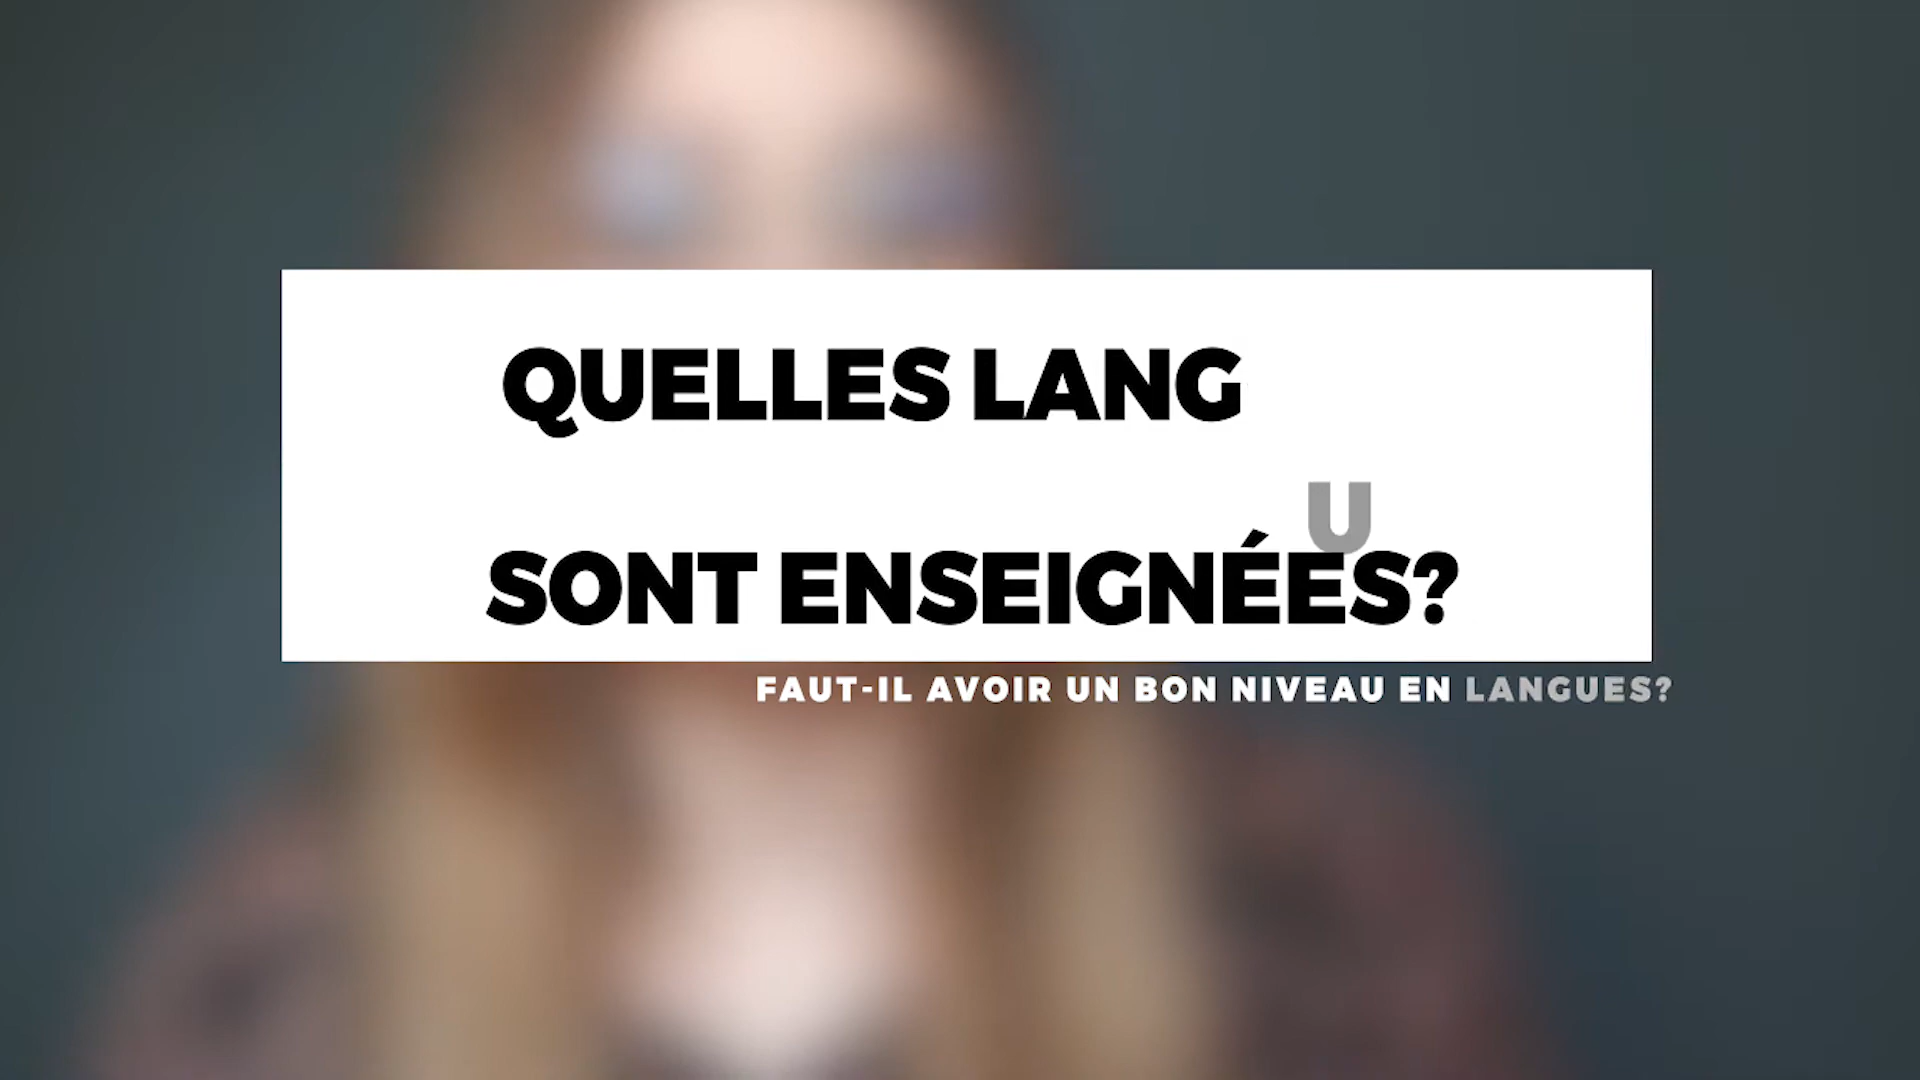 QUELLES LANG
U
SONT ENSEIGNÉES?
FAUT-IL AVOIR UN BON NIVEAU EN LANGUES?